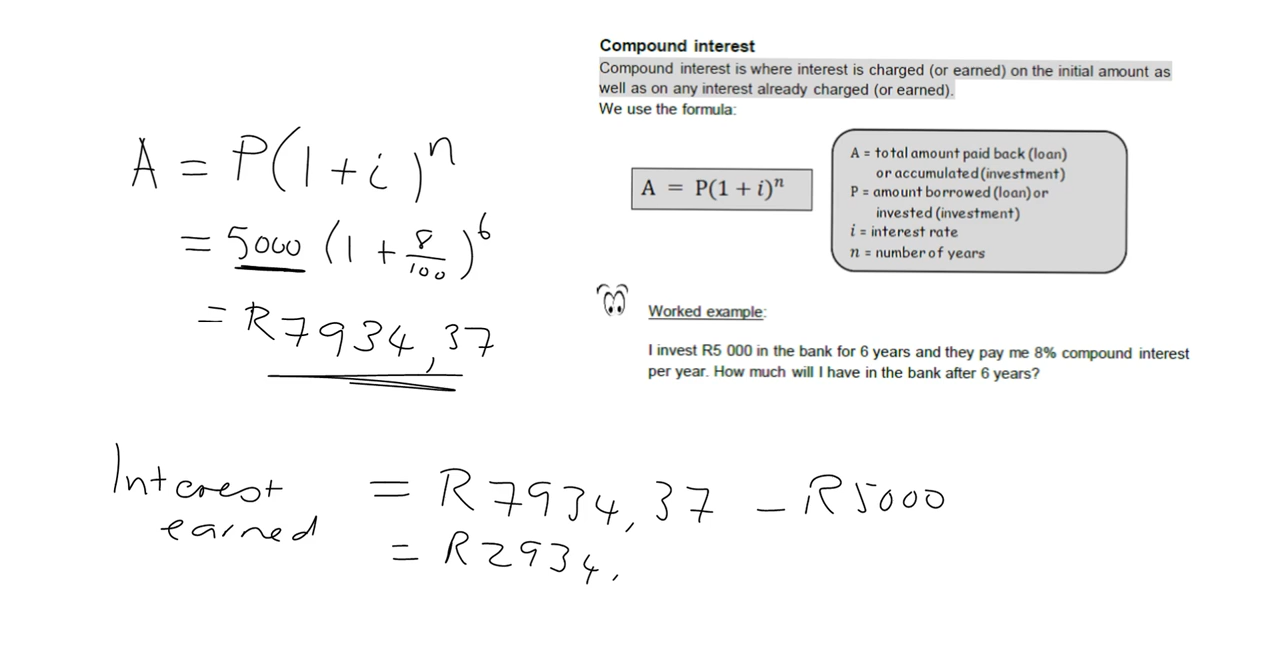 Compound interest
Compound interest is where interest is charged (or earned) on the initial amount as
well as on any interest already charged (or earned).
We use the formula:
A = P(1 + i)^n
A = total amount paid back (loan)
or accumulated (investment)
P = amount borrowed (loan) or
invested (investment)
i = interest rate
n = number of years
Worked example:
I invest R5 000 in the bank for 6 years and they pay me 8% compound interest
per year. How much will I have in the bank after 6 years?
A = P(1 + i)^n
= 5000 (1 + 8/100)^6
= R7934,37
Interest = R7934,37 - R5000
earned
= R2934,